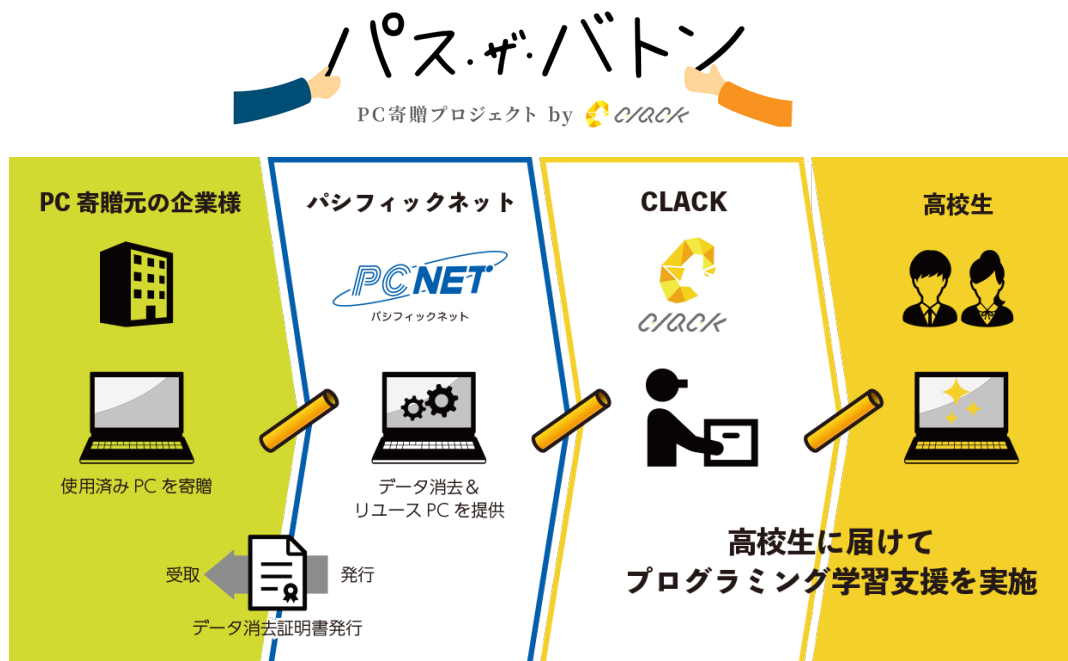 パス・ザ・バトン
PC寄贈プロジェクト by clack
PC 寄贈元の企業様
パシフィックネット
CLACK
高校生
PC NET
パシフィックネット
clack
使用済み PC を寄贈
データ消去＆
リユース PC を提供
受取
発行
データ消去証明書発行
高校生に届けて
プログラミング学習支援を実施